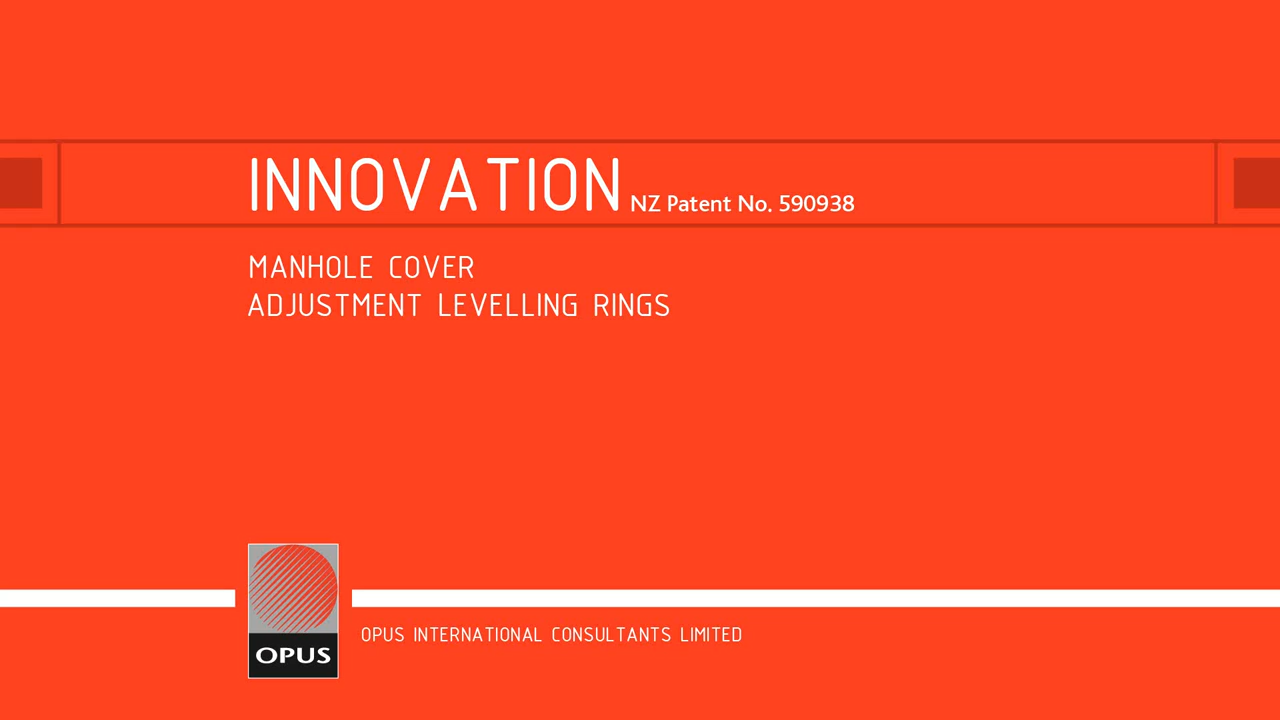 INNOVATION NZ Patent No. 590938
MANHOLE COVER
ADJUSTMENT LEVELLING RINGS
OPUS INTERNATIONAL CONSULTANTS LIMITED
OPUS